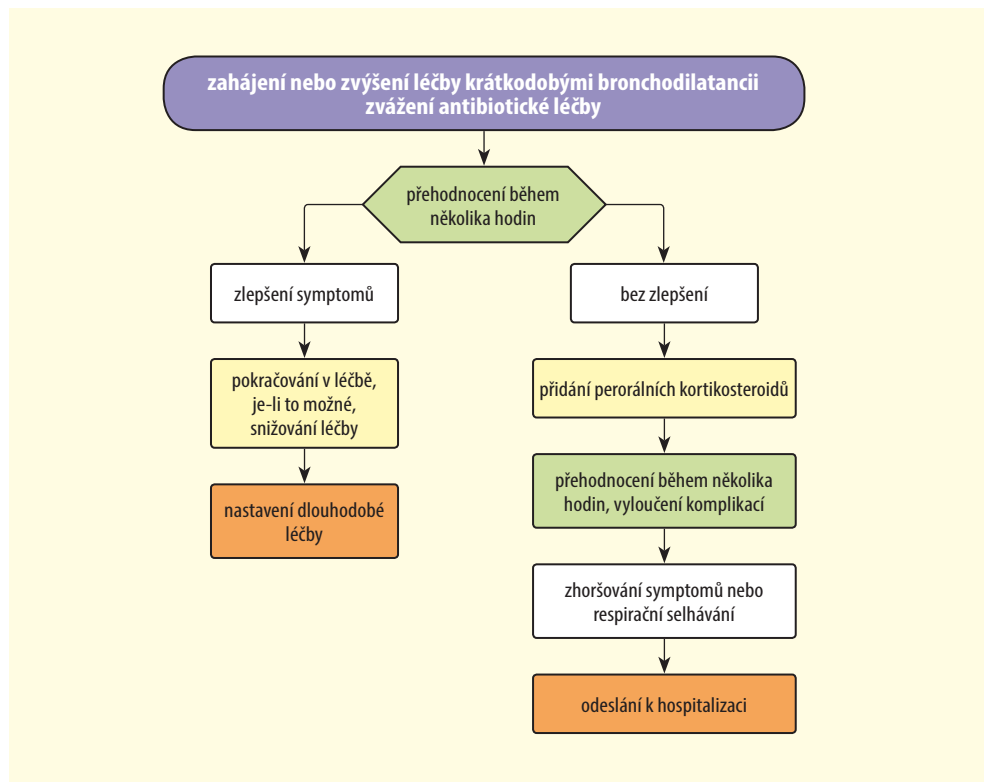 zahájení nebo zvýšení léčby krátkodobými bronchodilatancii
zvážení antibiotické léčby
přehodnocení během
několika hodin
zlepšení symptomů
pokračování v léčbě,
je-li to možné,
snižování léčby
nastavení dlouhodobé
léčby
bez zlepšení
přidání perorálních kortikosteroidů
přehodnocení během několika
hodin, vyloučení komplikací
zhoršování symptomů nebo
respirační selhávání
odeslání k hospitalizaci